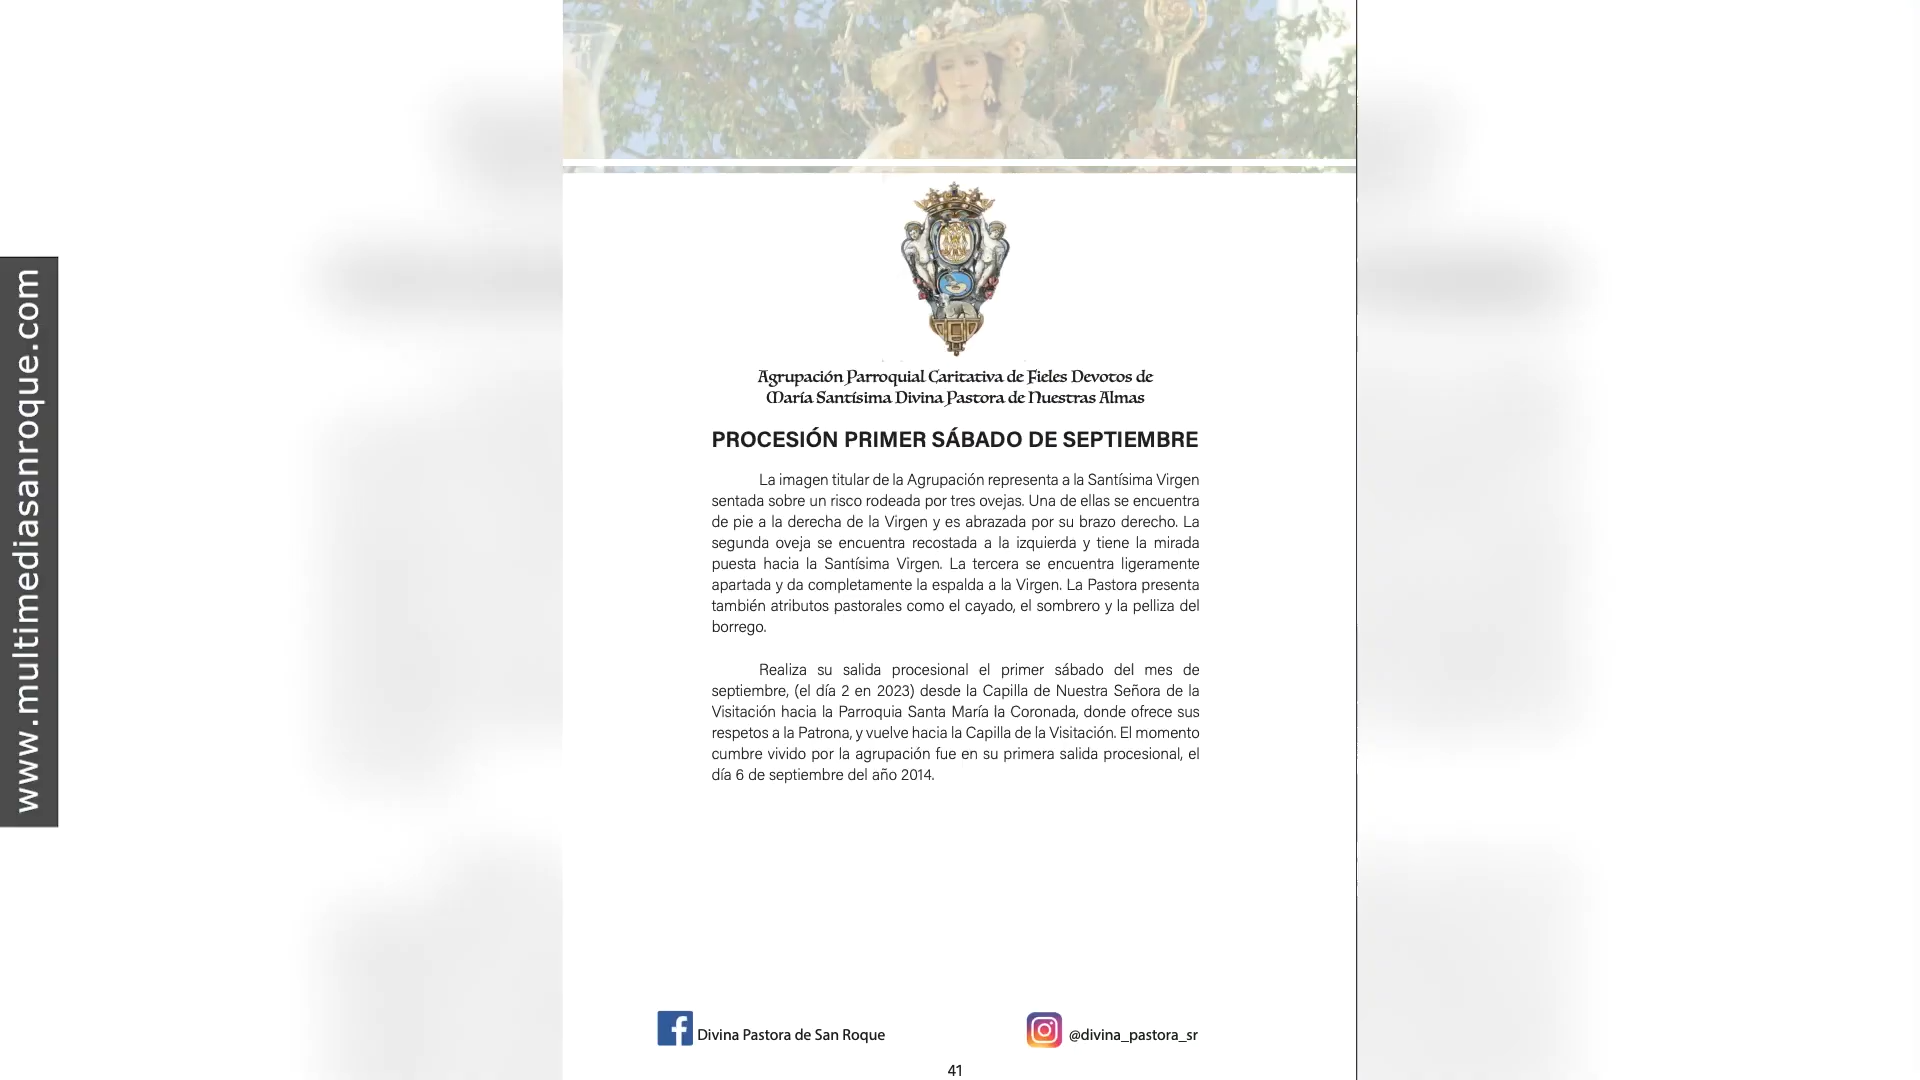 www.multimediasanroque.com
Agrupación Parroquial Caritativa de Fieles Devotos de
María Santísima Divina Pastora de Nuestras Almas
PROCESIÓN PRIMER SÁBADO DE SEPTIEMBRE
La imagen titular de la Agrupación representa a la Santísima Virgen
sentada sobre un risco rodeada por tres ovejas. Una de ellas se encuentra
de pie a la derecha de la Virgen y es abrazada por su brazo derecho. La
segunda oveja se encuentra recostada a la izquierda y tiene la mirada
puesta hacia la Santísima Virgen. La tercera se encuentra ligeramente
apartada y da completamente la espalda a la Virgen. La Pastora presenta
también atributos pastorales como el cayado, el sombrero y la pelliza del
borrego.
Realiza su salida procesional el primer sábado del mes de
septiembre, (el día 2 en 2023) desde la Capilla de Nuestra Señora de la
Visitación hacia la Parroquia Santa María la Coronada, donde ofrece sus
respetos a la Patrona, y vuelve hacia la Capilla de la Visitación. El momento
cumbre vivido por la agrupación fue en su primera salida procesional, el
día 6 de septiembre del año 2014.
Divina Pastora de San Roque
@divina_pastora_sr
41